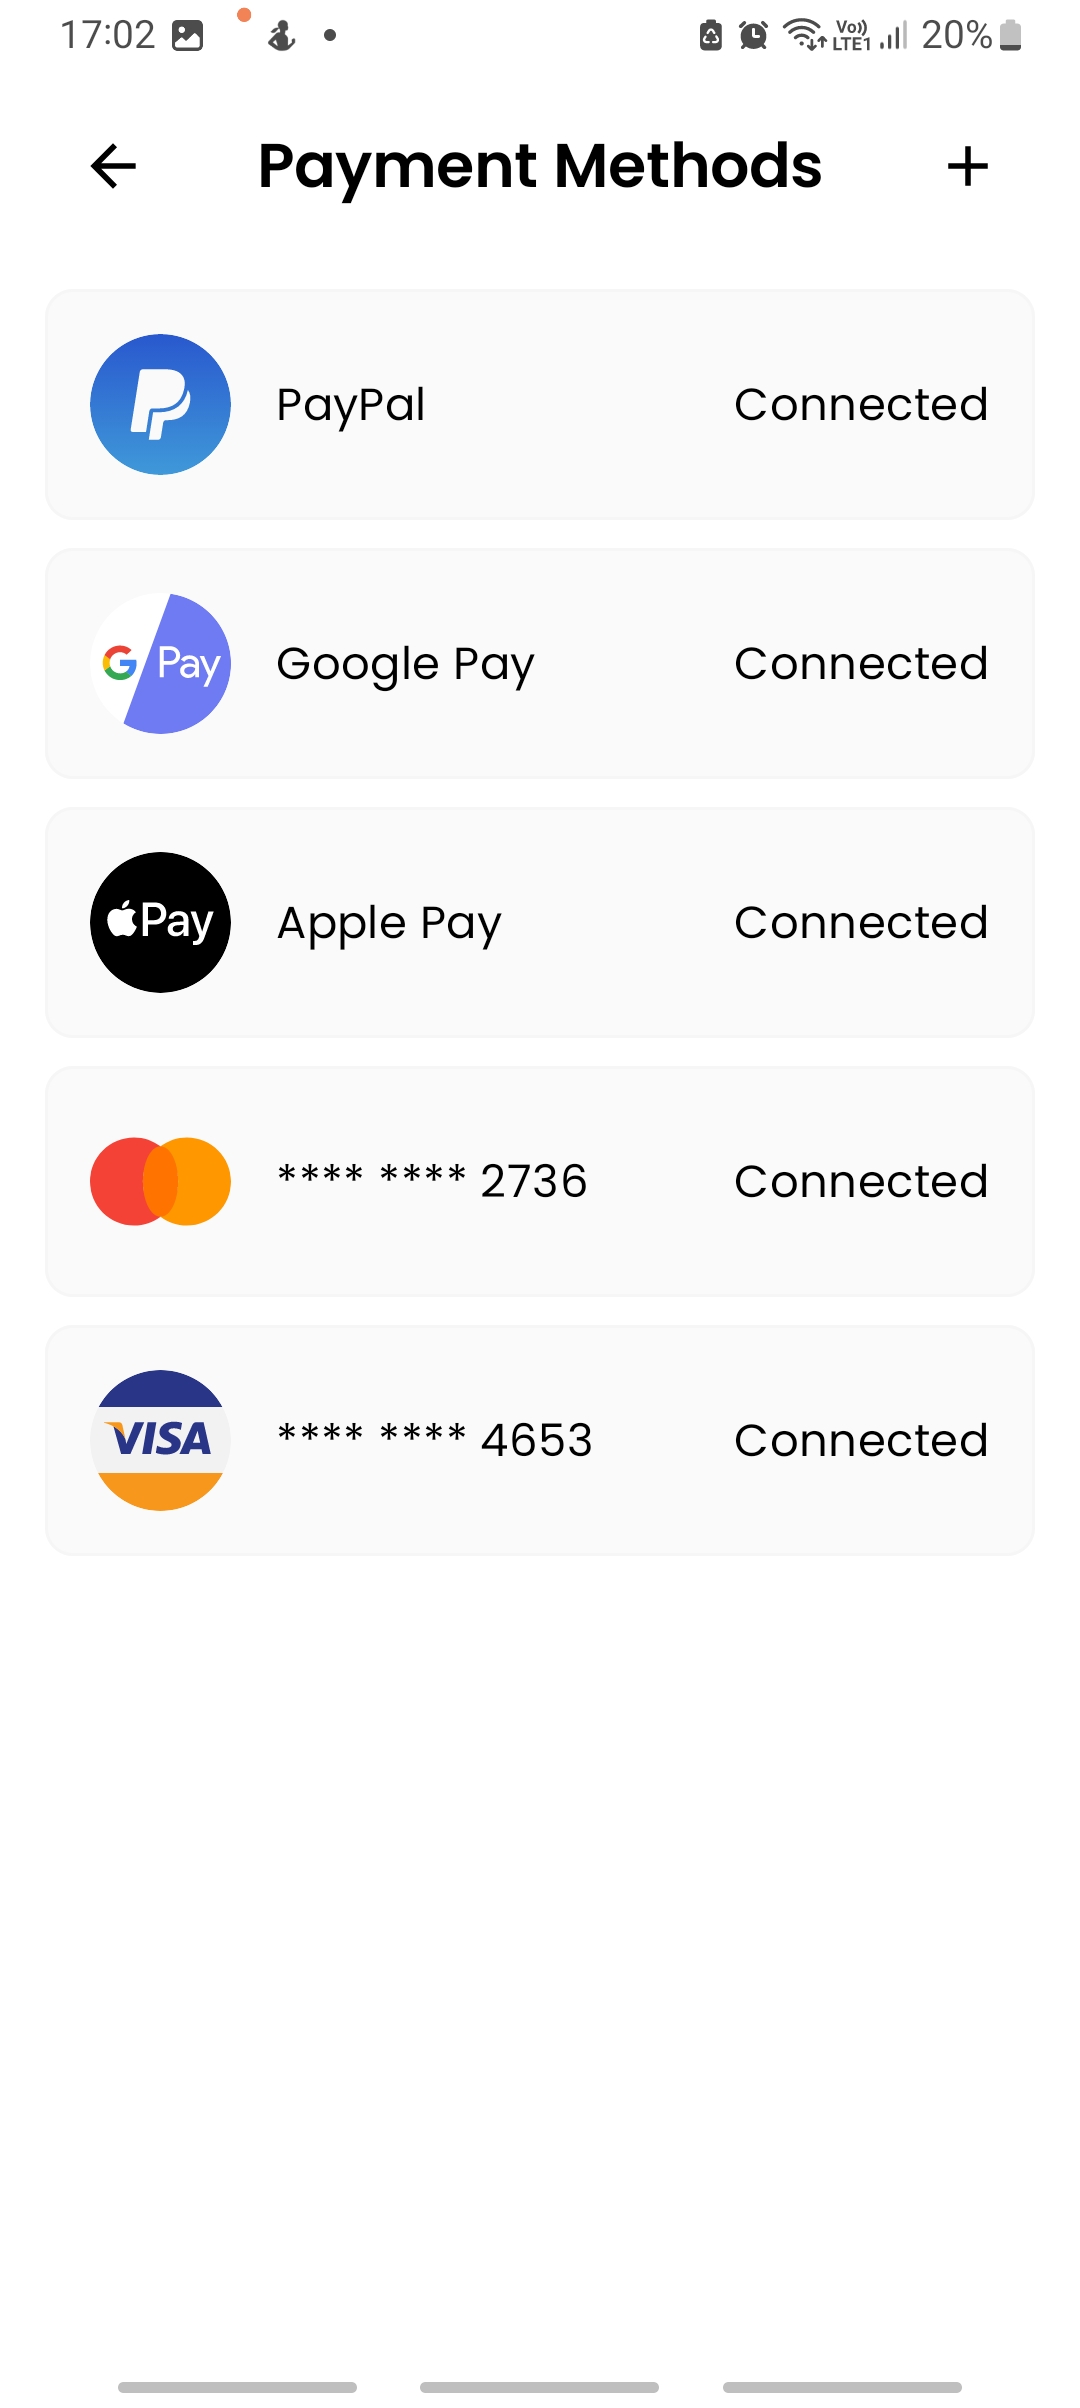 17:02 Vo)) LTE1 20%
Payment Methods
PayPal Connected
G Pay Google Pay Connected
Pay Apple Pay Connected
**** **** 2736 Connected
VISA **** **** 4653 Connected